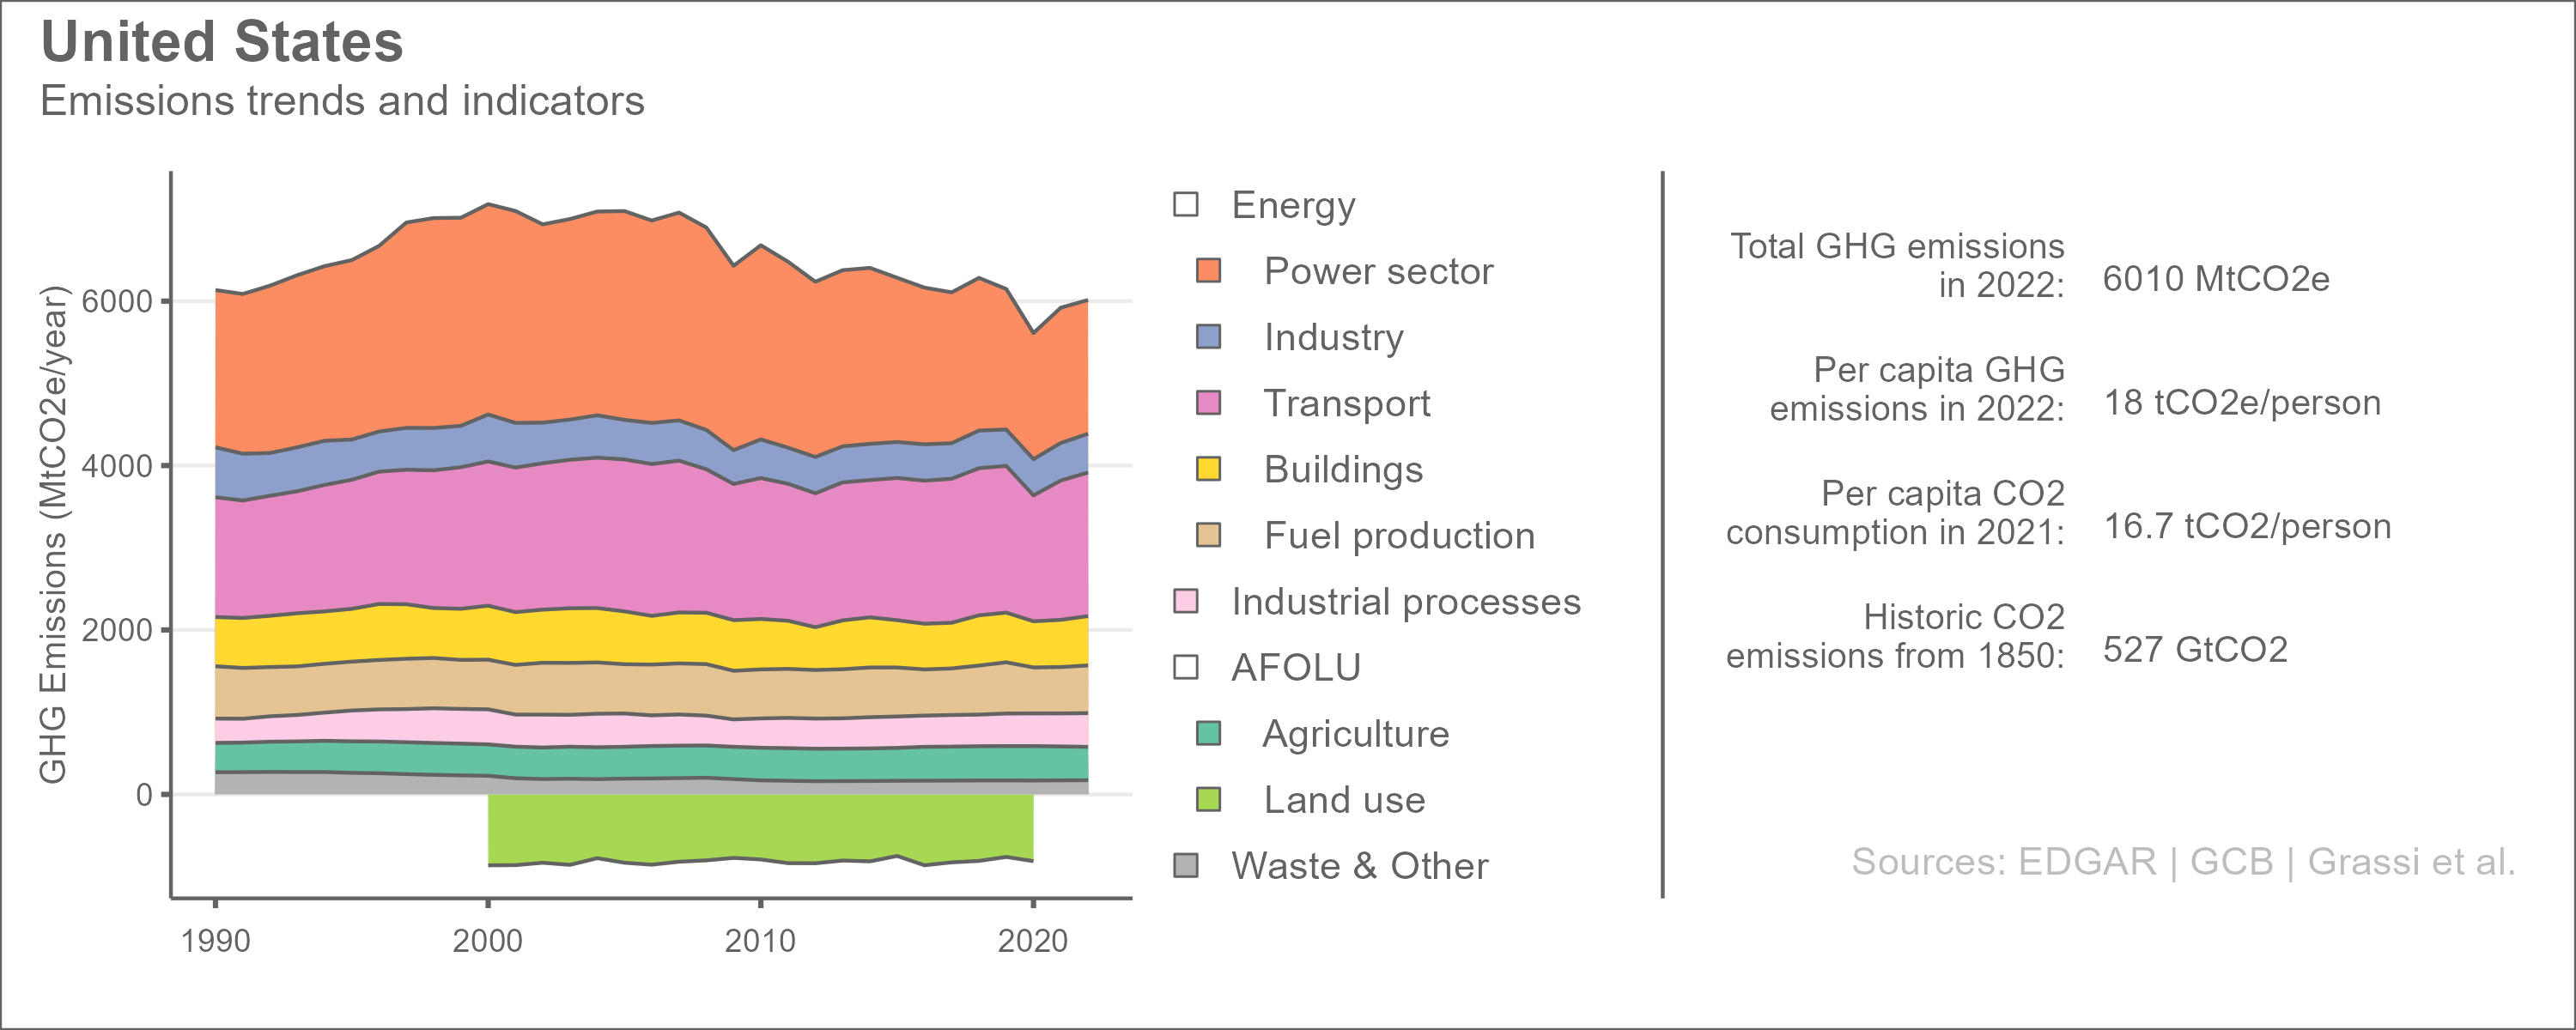 United States
Emissions trends and indicators
GHG Emissions (MtCO2e/year)
6000
4000
2000
0
1990
2000
2010
2020
Energy
Power sector
Industry
Transport
Buildings
Fuel production
Industrial processes
AFOLU
Agriculture
Land use
Waste & Other
Total GHG emissions
in 2022:
6010 MtCO2e
Per capita GHG
emissions in 2022:
18 tCO2e/person
Per capita CO2
consumption in 2021:
16.7 tCO2/person
Historic CO2
emissions from 1850:
527 GtCO2
Sources: EDGAR | GCB | Grassi et al.